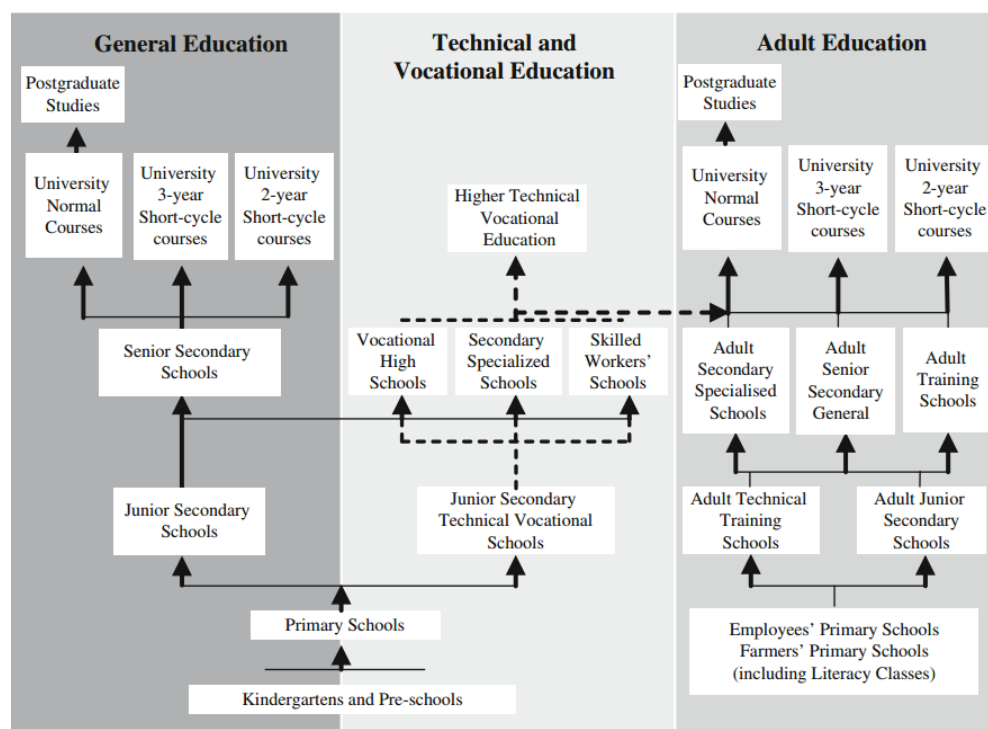 General Education
Technical and
Vocational Education
Adult Education
Postgraduate
Studies
University
Normal
Courses
University
3-year
Short-cycle
courses
University
2-year
Short-cycle
courses
Senior Secondary
Schools
Junior Secondary
Schools
Higher Technical
Vocational
Education
Vocational
High
Schools
Secondary
Specialized
Schools
Skilled
Workers’
Schools
Junior Secondary
Technical Vocational
Schools
Primary Schools
Kindergartens and Pre-schools
Postgraduate
Studies
University
Normal
Courses
University
3-year
Short-cycle
courses
University
2-year
Short-cycle
courses
Adult
Secondary
Specialised
Schools
Adult
Senior
Secondary
General
Adult
Training
Schools
Adult Technical
Training
Schools
Adult Junior
Secondary
Schools
Employees’ Primary Schools
Farmers’ Primary Schools
(including Literacy Classes)